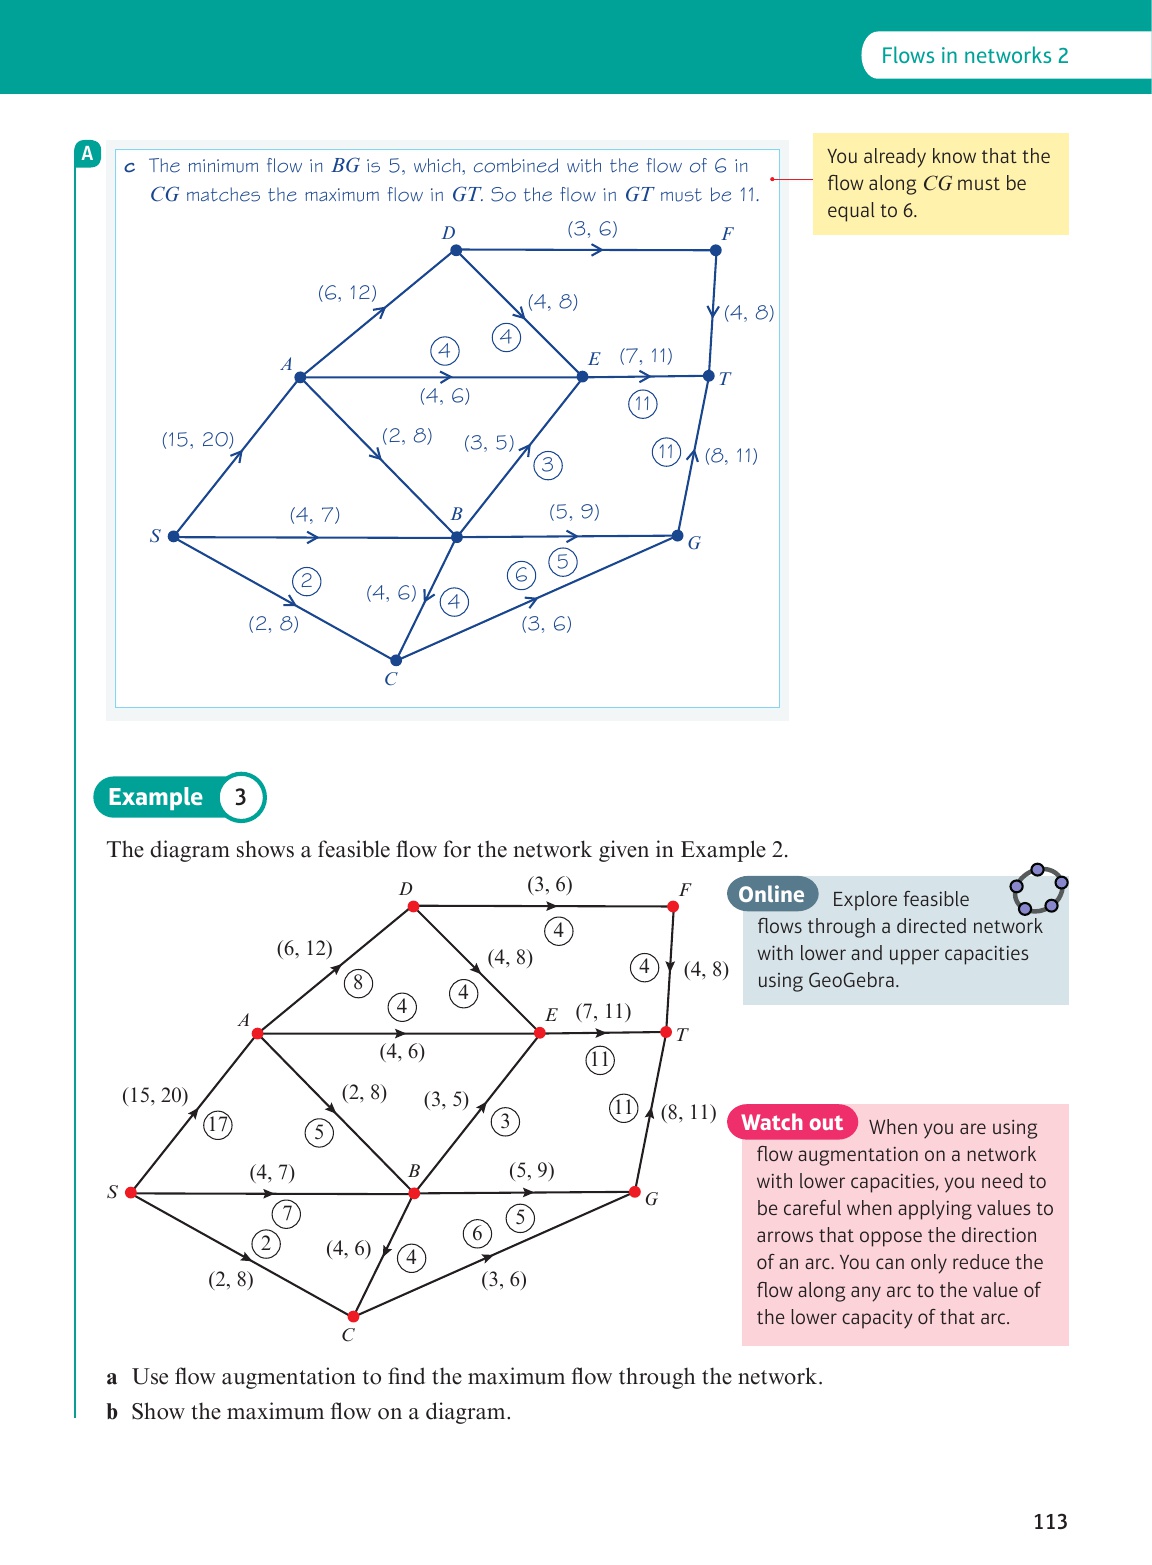 Flows in networks 2
A
c The minimum flow in BG is 5, which, combined with the flow of 6 in
CG matches the maximum flow in GT. So the flow in GT must be 11.
You already know that the
flow along CG must be
equal to 6.
D
(3, 6)
F
(6, 12)
(4, 8)
(4, 8)
4
4
A
E
(7, 11)
T
(4, 6)
11
(15, 20)
(2, 8)
(3, 5)
3
11
(8, 11)
(4, 7)
B
(5, 9)
S
G
2
(4, 6)
4
6
5
(2, 8)
(3, 6)
C
Example 3
The diagram shows a feasible flow for the network given in Example 2.
D
(3, 6)
F
4
(6, 12)
8
(4, 8)
4
4
(4, 8)
4
A
E
(7, 11)
T
(4, 6)
11
(15, 20)
17
(2, 8)
5
(3, 5)
3
11
(8, 11)
(4, 7)
B
(5, 9)
S
G
7
2
(4, 6)
4
6
5
(2, 8)
(3, 6)
C
Online Explore feasible
flows through a directed network
with lower and upper capacities
using GeoGebra.
Watch out When you are using
flow augmentation on a network
with lower capacities, you need to
be careful when applying values to
arrows that oppose the direction
of an arc. You can only reduce the
flow along any arc to the value of
the lower capacity of that arc.
a Use flow augmentation to find the maximum flow through the network.
b Show the maximum flow on a diagram.
113